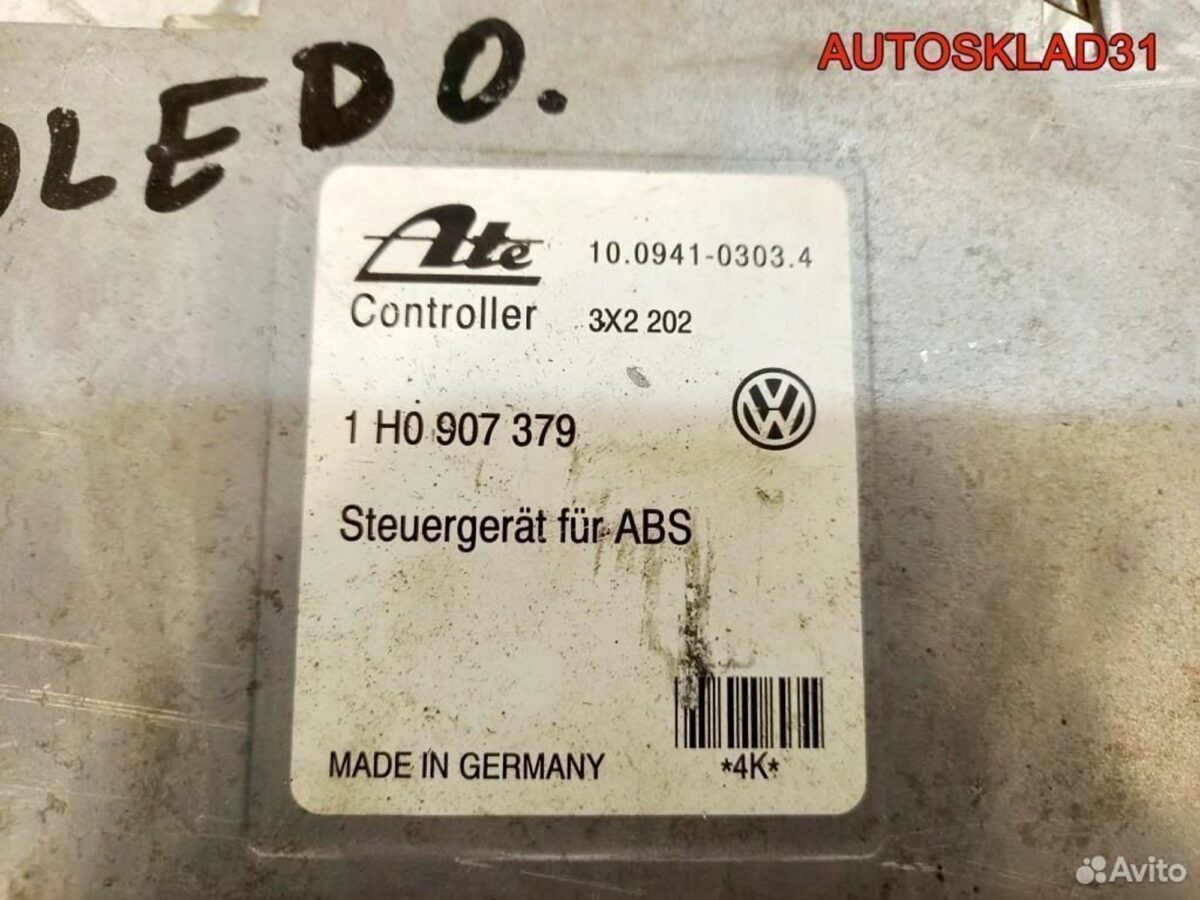 AUTOSKLAD31
OLEDO.
Ate
10.0941-0303.4
Controller
3X2 202
1 H0 907 379
Steuergerät für ABS
MADE IN GERMANY
*4K*
Avito